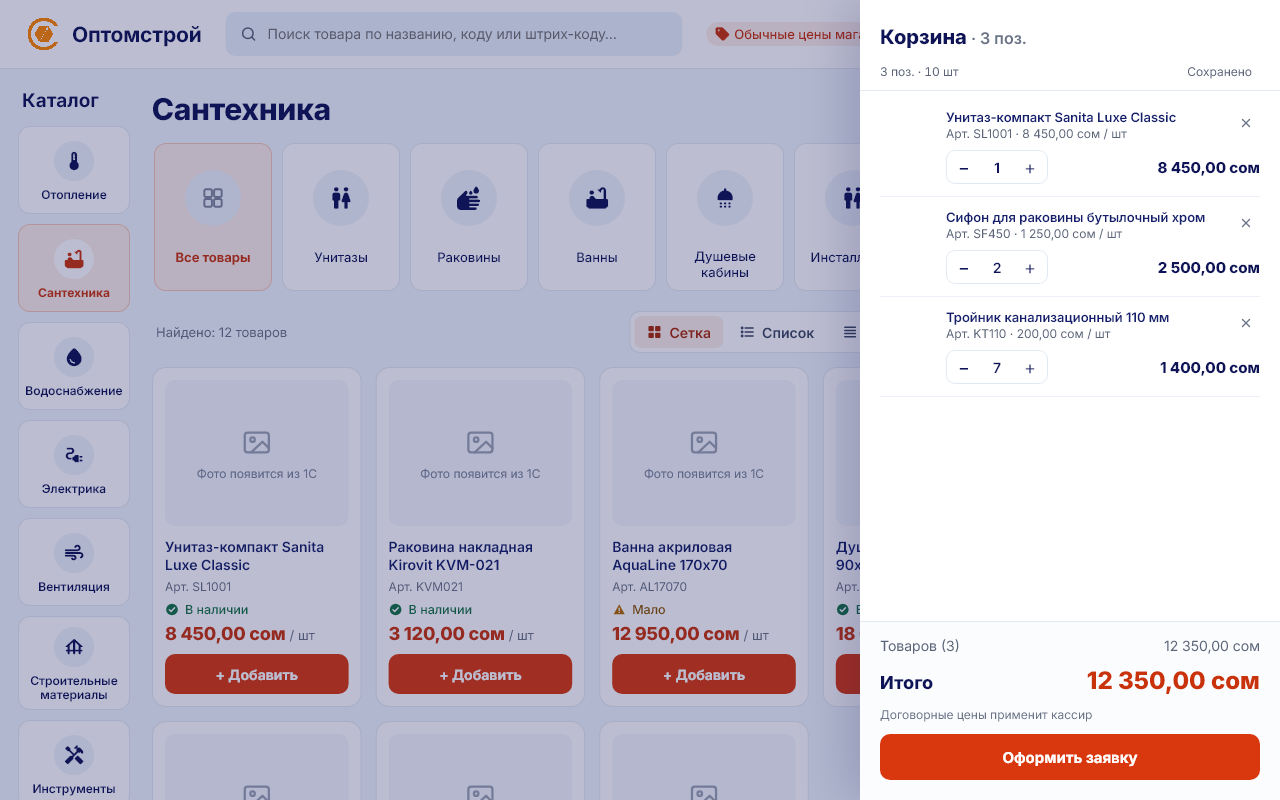 Оптомстрой
Поиск товара по названию, коду или штрих-коду...
Обычные цены
Каталог
Отопление
Сантехника
Водоснабжение
Электрика
Вентиляция
Строительные
материалы
Инструменты
Сантехника
Все товары
Унитазы
Раковины
Ванны
Душевые
кабины
Найдено: 12 товаров
Сетка
Список
Фото появится из 1С
Унитаз-компакт Sanita
Luxe Classic
Арт. SL1001
В наличии
8 450,00 сом / шт
+ Добавить
Фото появится из 1С
Раковина накладная
Kirovit KVM-021
Арт. KVM021
В наличии
3 120,00 сом / шт
+ Добавить
Фото появится из 1С
Ванна акриловая
AquaLine 170x70
Арт. AL17070
Мало
12 950,00 сом / шт
+ Добавить
Корзина · 3 поз.
3 поз. · 10 шт
Сохранено
Унитаз-компакт Sanita Luxe Classic
Арт. SL1001 · 8 450,00 сом / шт
− 1 +
8 450,00 сом
Сифон для раковины бутылочный хром
Арт. SF450 · 1 250,00 сом / шт
− 2 +
2 500,00 сом
Тройник канализационный 110 мм
Арт. KT110 · 200,00 сом / шт
− 7 +
1 400,00 сом
Товаров (3)
12 350,00 сом
Итого
12 350,00 сом
Договорные цены применит кассир
Оформить заявку